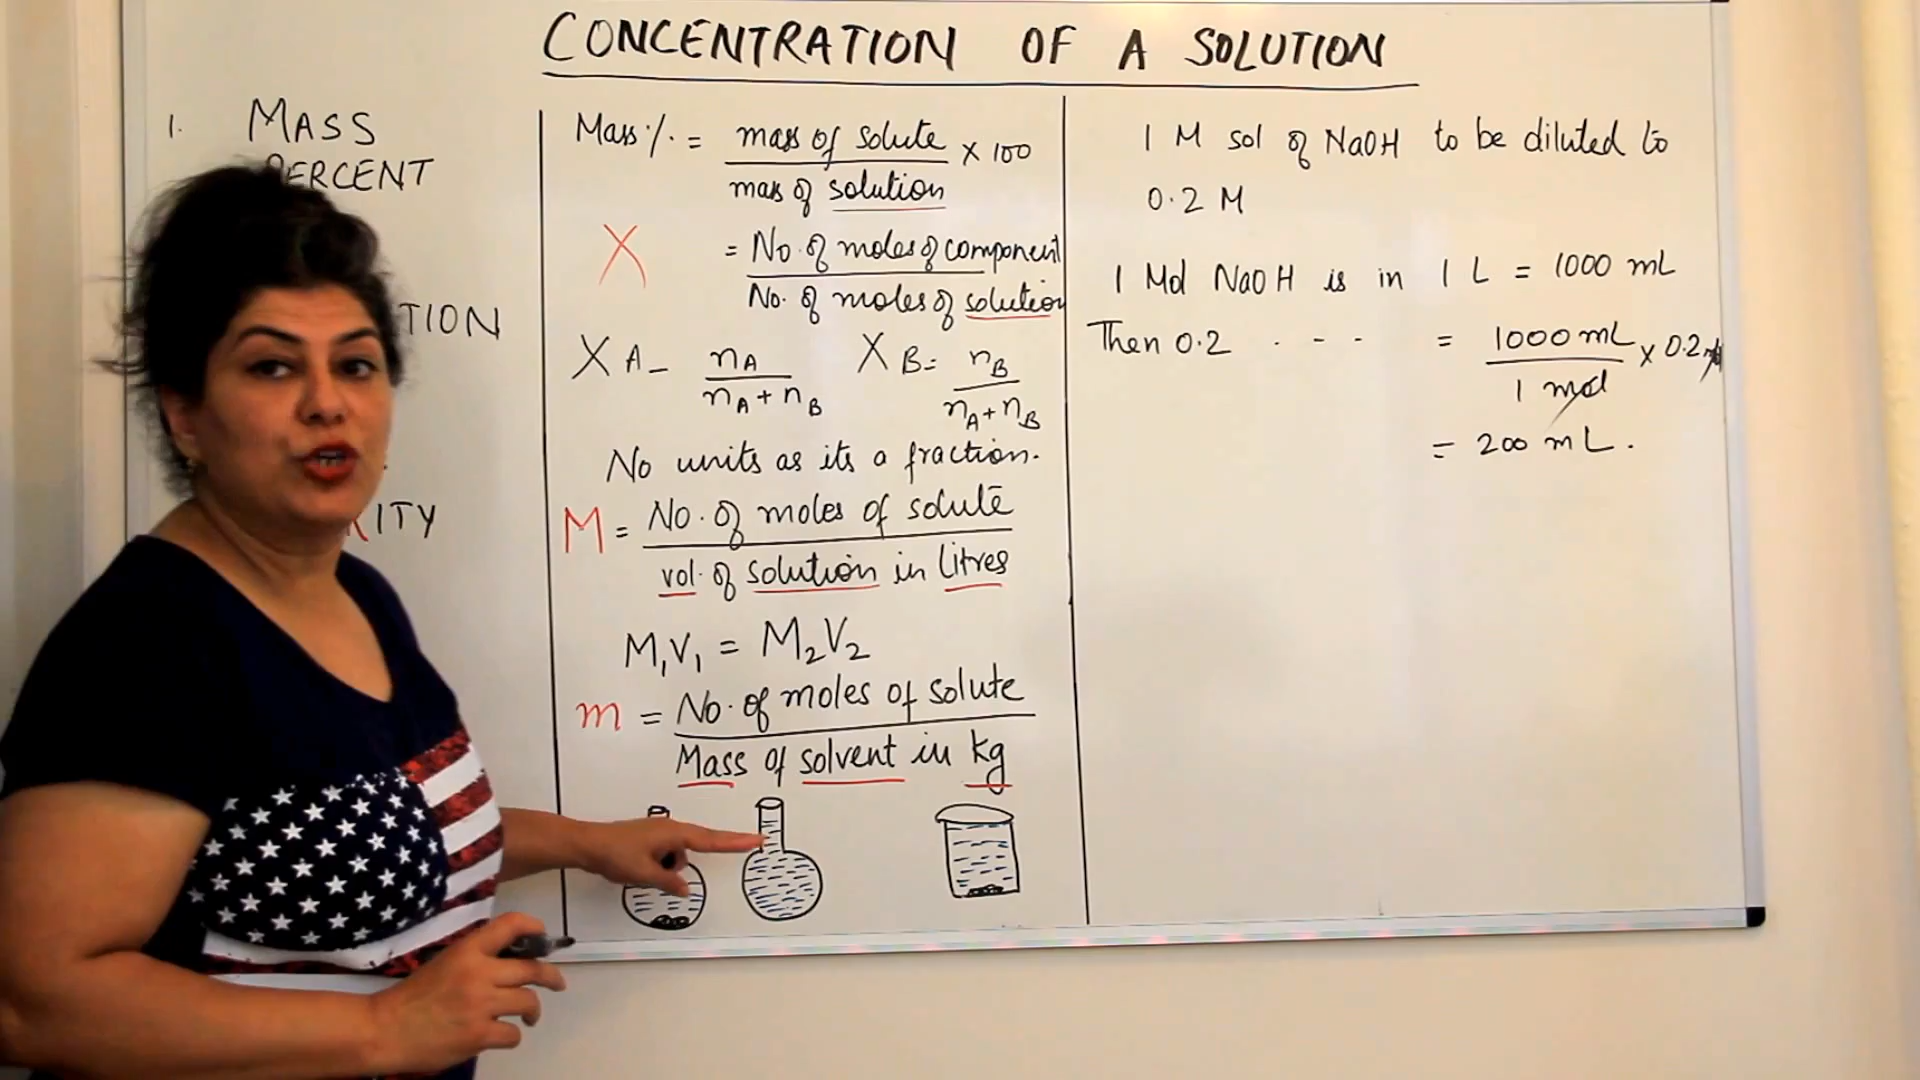 CONCENTRATION OF A SOLUTION
1. MASS
PERCENT
TION
ITY
Mass % = mass of solute × 100
mass of solution
X = No. of moles of component
No. of moles of solution
X A = nA
nA + nB
X B = nB
nA + nB
No units as its a fraction.
M = No. of moles of solute
vol. of solution in litres
M1V1 = M2V2
m = No. of moles of solute
Mass of solvent in kg
1 M sol of NaOH to be diluted to
0.2 M
1 Mol NaOH is in 1 L = 1000 mL
Then 0.2 . - - = 1000 mL × 0.2
1 mol
= 200 mL.